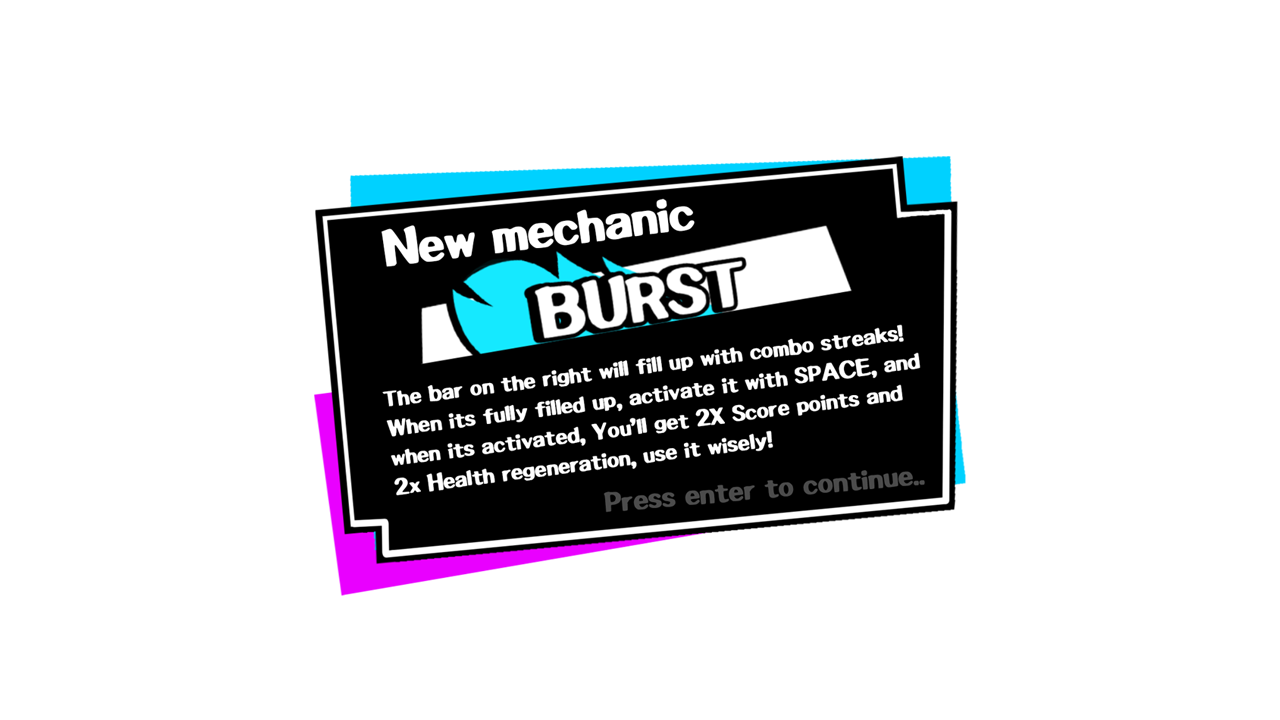 New mechanic
BURST
The bar on the right will fill up with combo streaks!
When its fully filled up, activate it with SPACE, and
when its activated, You'll get 2X Score points and
2x Health regeneration, use it wisely!
Press enter to continue..